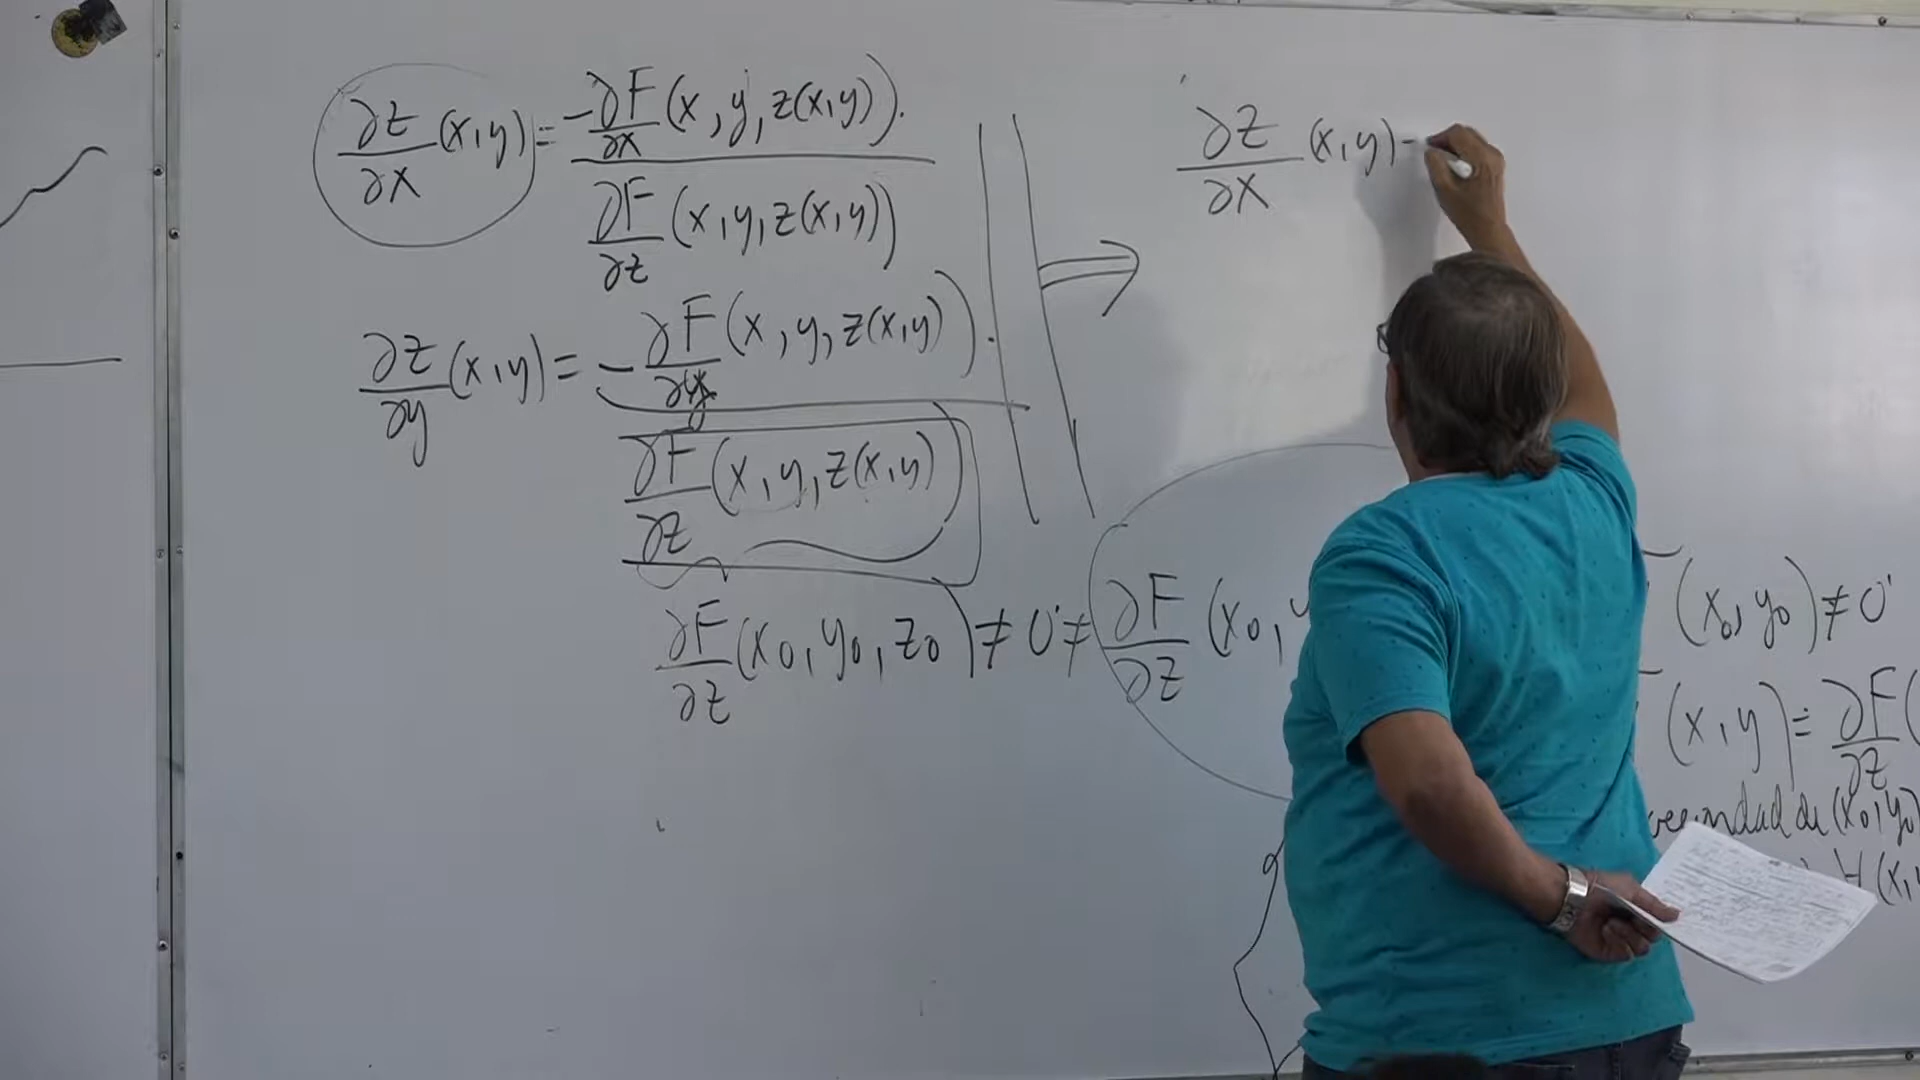 ∂z/∂x (x,y) = -∂F/∂x (x, y, z(x,y)).
∂F/∂z (x, y, z(x,y))
∂z/∂y (x,y) = - ∂F/∂y (x, y, z(x,y)).
∂F/∂z (x, y, z(x,y))
∂F/∂z (x0, y0, z0) ≠ 0 ≠ ∂F/∂z (x0,
∂z/∂x (x,y) -
(x0, y0) ≠ 0
(x, y) = ∂F/∂z (
vecindad de (x0, y0)
∀ (x,